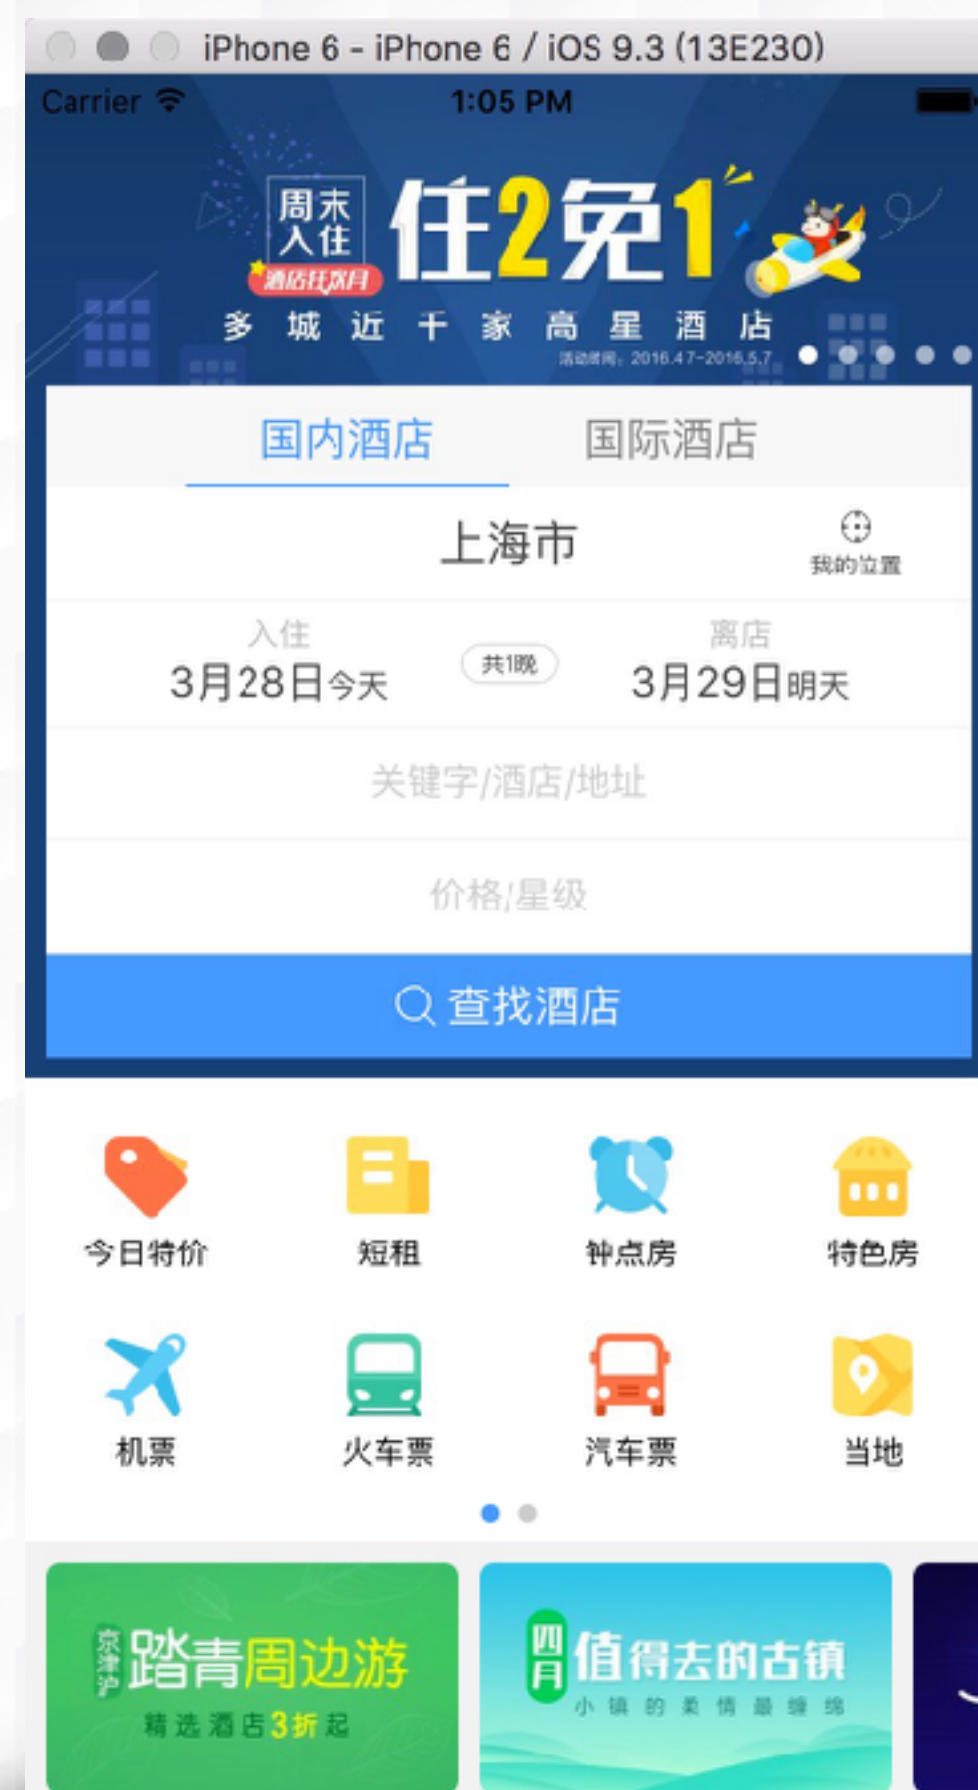 iPhone 6 - iPhone 6 / iOS 9.3 (13E230)
Carrier 1:05 PM
周末入住 住2免1
酒店狂欢月
多城近千家高星酒店
活动时间：2016.4.7-2016.5.7
国内酒店 国际酒店
上海市 我的位置
入住 离店
3月28日今天 共1晚 3月29日明天
关键字/酒店/地址
价格/星级
查找酒店
今日特价 短租 钟点房 特色房
机票 火车票 汽车票 当地
京津沪 踏青周边游
精选酒店3折起
四月 值得去的古镇
小镇的柔情最缠绵